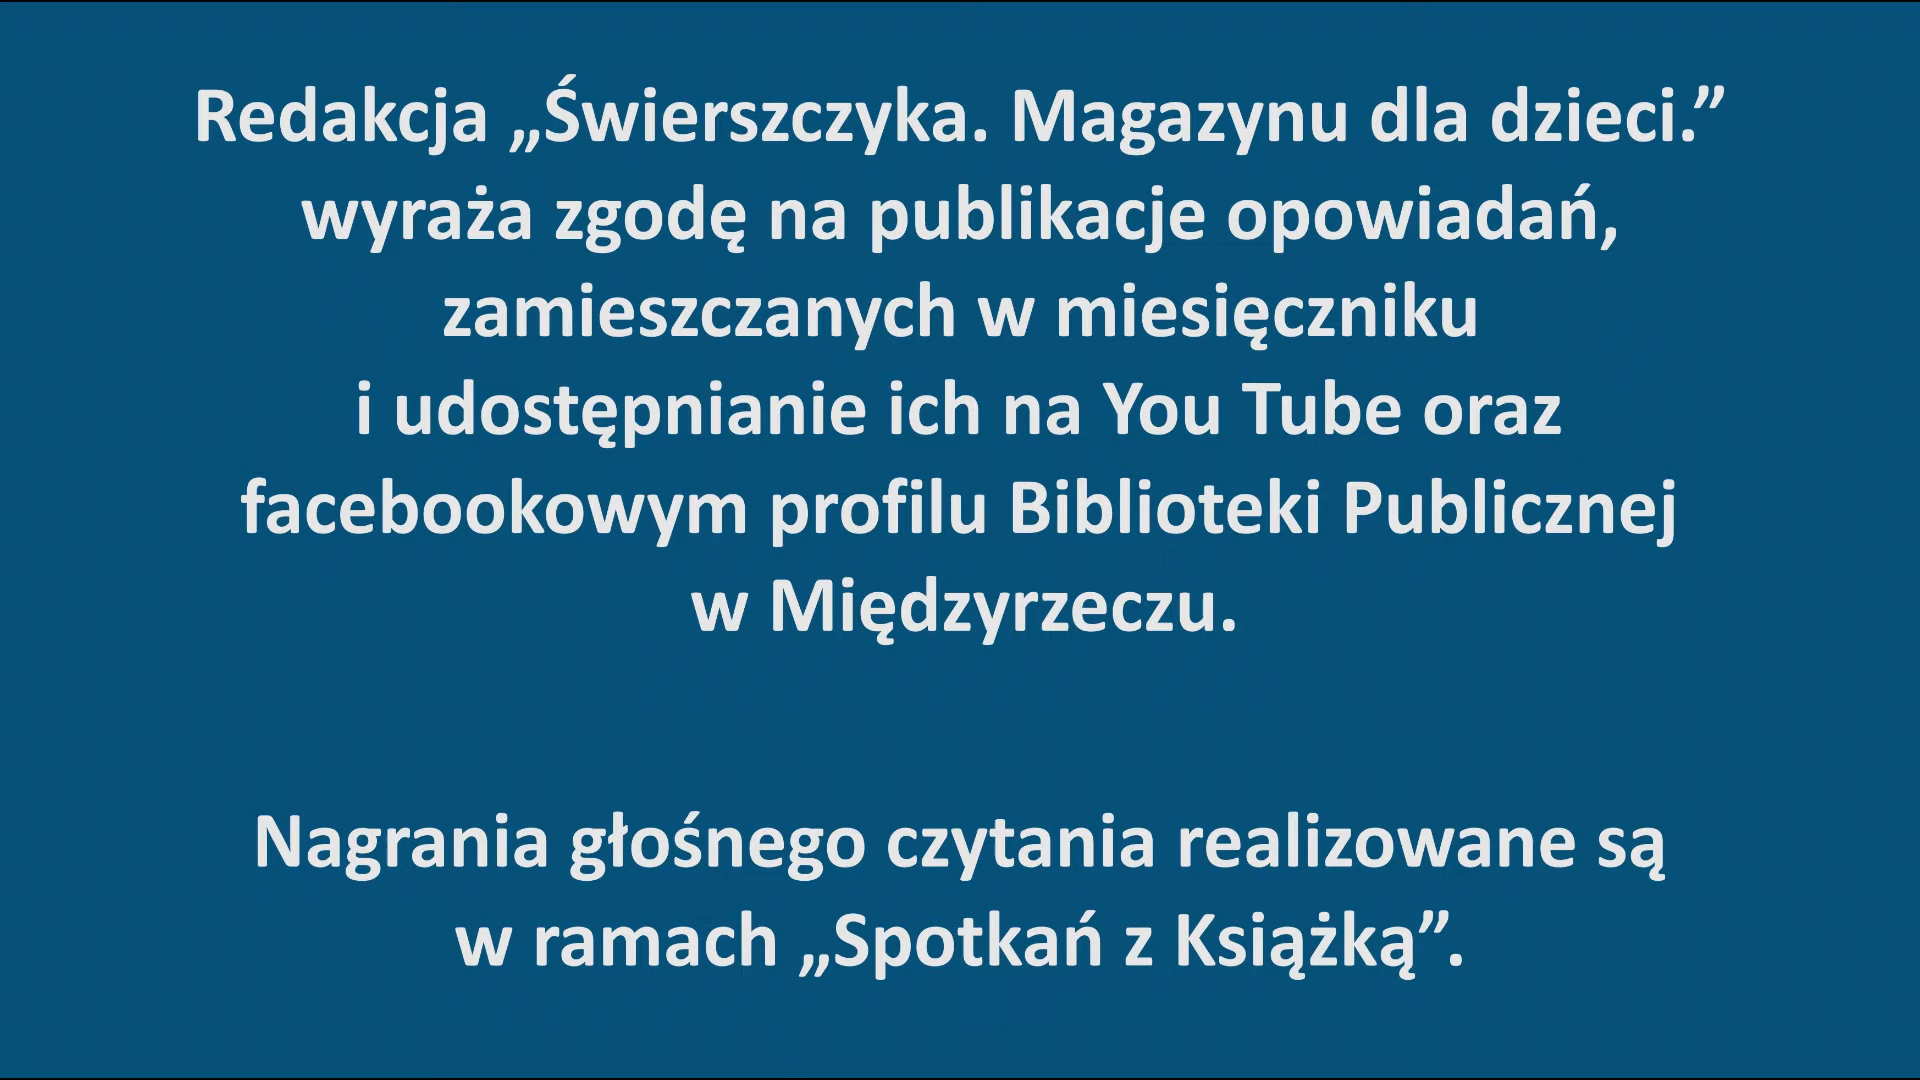 Redakcja „Świerszczyka. Magazynu dla dzieci.”
wyraża zgodę na publikacje opowiadań,
zamieszczanych w miesięczniku
i udostępnianie ich na You Tube oraz
facebookowym profilu Biblioteki Publicznej
w Międzyrzeczu.
Nagrania głośnego czytania realizowane są
w ramach „Spotkań z Książką”.